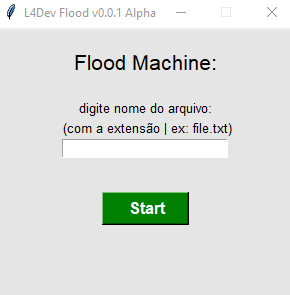 L4Dev Flood v0.0.1 Alpha
Flood Machine:
digite nome do arquivo:
(com a extensão | ex: file.txt)
Start